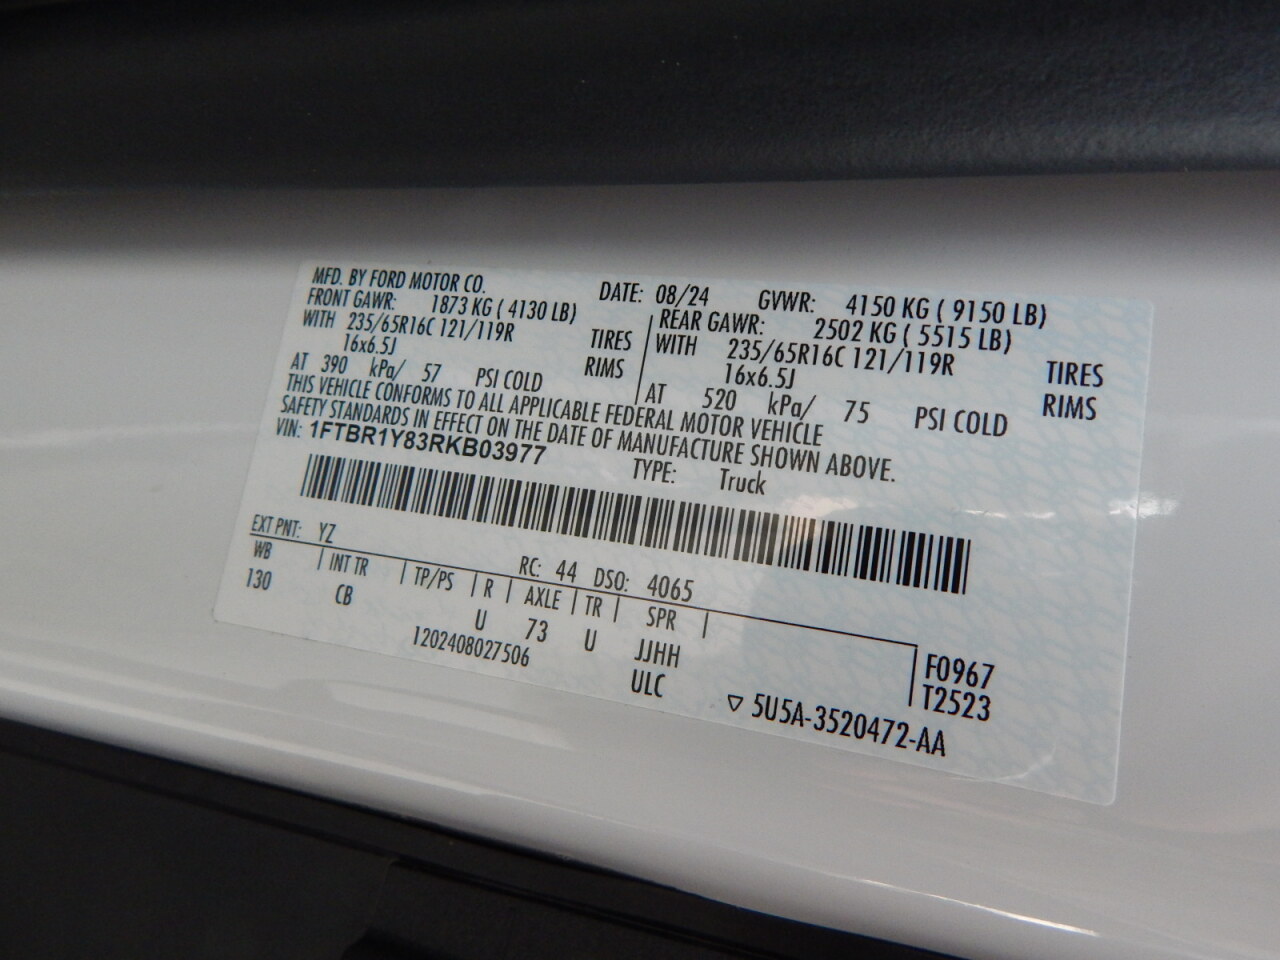 MFD. BY FORD MOTOR CO. DATE: 08/24 GVWR: 4150 KG ( 9150 LB)
FRONT GAWR: 1873 KG ( 4130 LB) REAR GAWR: 2502 KG ( 5515 LB)
WITH 235/65R16C 121/119R TIRES WITH 235/65R16C 121/119R TIRES
16x6.5J RIMS 16x6.5J RIMS
AT 390 kPa/ 57 PSI COLD AT 520 kPa/ 75 PSI COLD
THIS VEHICLE CONFORMS TO ALL APPLICABLE FEDERAL MOTOR VEHICLE
SAFETY STANDARDS IN EFFECT ON THE DATE OF MANUFACTURE SHOWN ABOVE.
VIN: 1FTBR1Y83RKB03977 TYPE: Truck
EXT PNT: YZ RC: 44 DSO: 4065
WB INT TR TP/PS R AXLE TR SPR
130 CB U 73 U JJHH F0967
1202408027506 ULC T2523
▽ 5U5A-3520472-AA